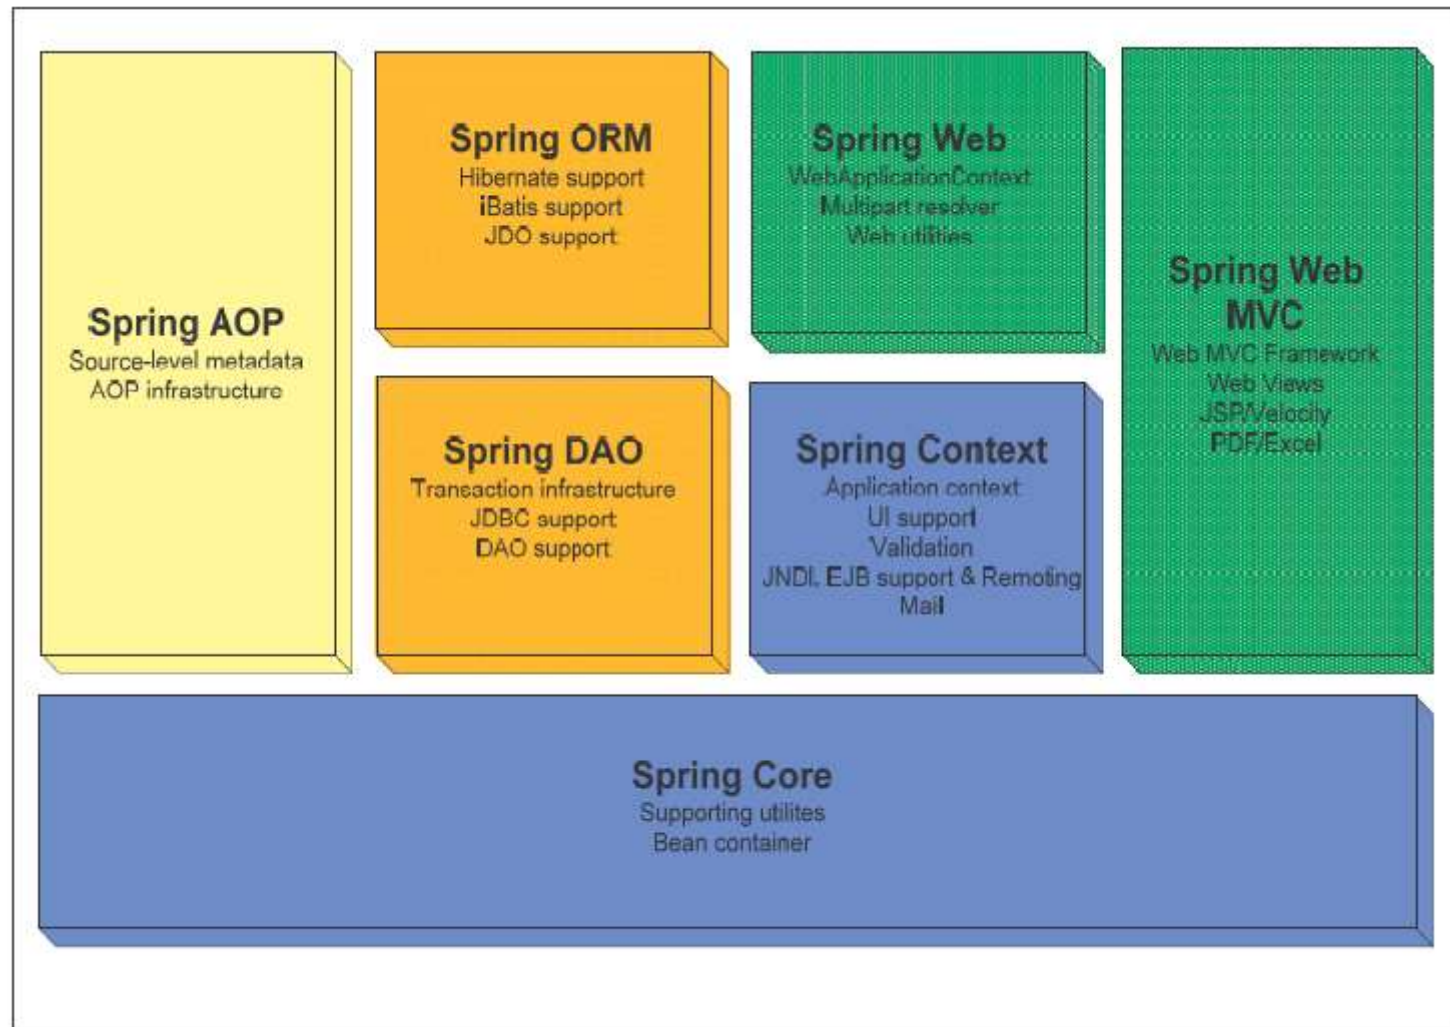 Spring AOP
Source-level metadata
AOP infrastructure
Spring ORM
Hibernate support
iBatis support
JDO support
Spring Web
WebApplicationContext
Multipart resolver
Web utilities
Spring Web
MVC
Web MVC Framework
Web Views
JSP/Velocity
PDF/Excel
Spring DAO
Transaction infrastructure
JDBC support
DAO support
Spring Context
Application context
UI support
Validation
JNDI, EJB support & Remoting
Mail
Spring Core
Supporting utilites
Bean container